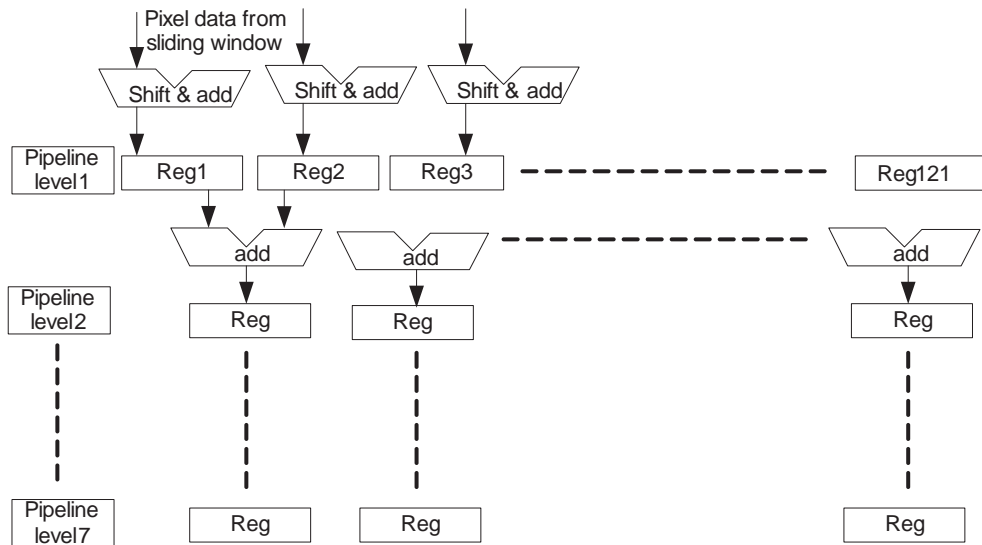 Pixel data from
sliding window
Shift & add
Shift & add
Shift & add
Pipeline
level1
Reg1
Reg2
Reg3
Reg121
add
add
add
Pipeline
level2
Reg
Reg
Reg
Pipeline
level7
Reg
Reg
Reg